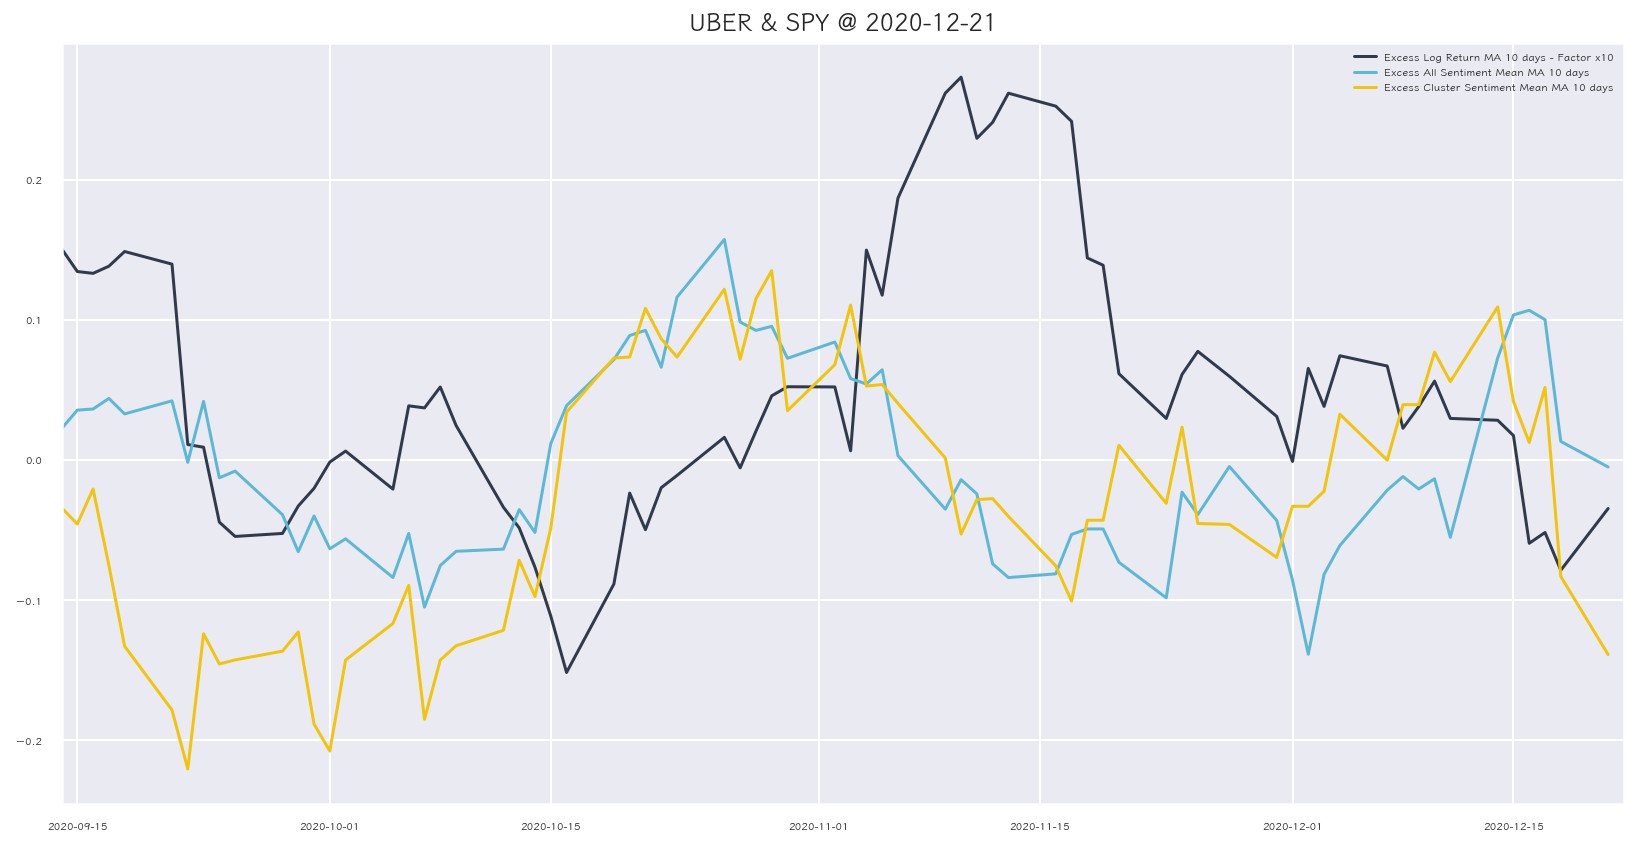 UBER & SPY @ 2020-12-21
Excess Log Return MA 10 days - Factor x10
Excess All Sentiment Mean MA 10 days
Excess Cluster Sentiment Mean MA 10 days
0.2
0.1
0.0
−0.1
−0.2
2020-09-15 2020-10-01 2020-10-15 2020-11-01 2020-11-15 2020-12-01 2020-12-15